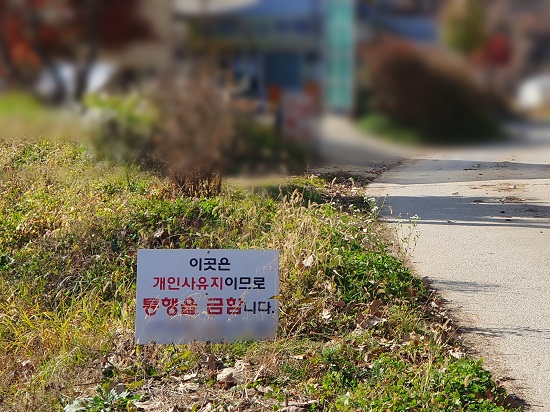 이곳은
개인사유지이므로
통행을 금합니다.